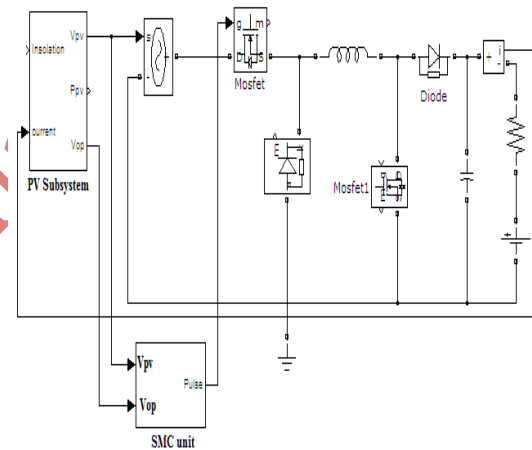 Vpv
Insolation
Ppv
current
Vop
PV Subsystem
s
-
g m
D S
Mosfet
Diode
+ i
-
E
Mosfet1
+
Vpv
Pulse
Vop
SMC unit